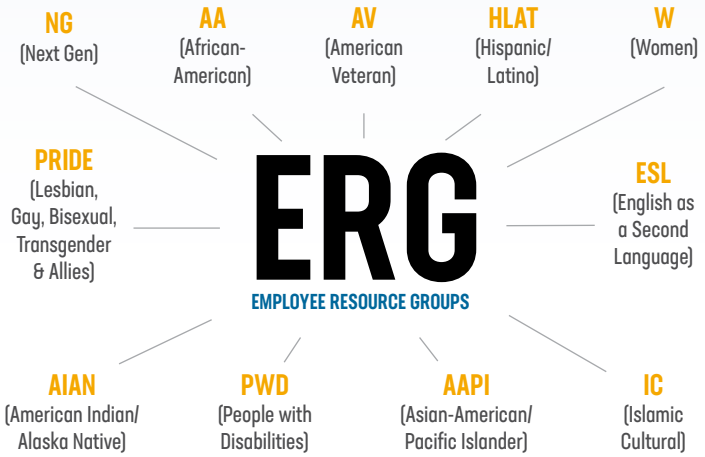 NG
(Next Gen)
AA
(African-
American)
AV
(American
Veteran)
HLAT
(Hispanic/
Latino)
W
(Women)
PRIDE
(Lesbian,
Gay, Bisexual,
Transgender
& Allies)
ERG
EMPLOYEE RESOURCE GROUPS
ESL
(English as
a Second
Language)
AIAN
(American Indian/
Alaska Native)
PWD
(People with
Disabilities)
AAPI
(Asian-American/
Pacific Islander)
IC
(Islamic
Cultural)